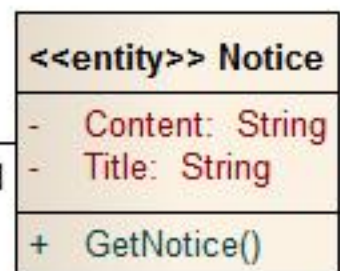 <<entity>> Notice
- Content: String
- Title: String
+ GetNotice()